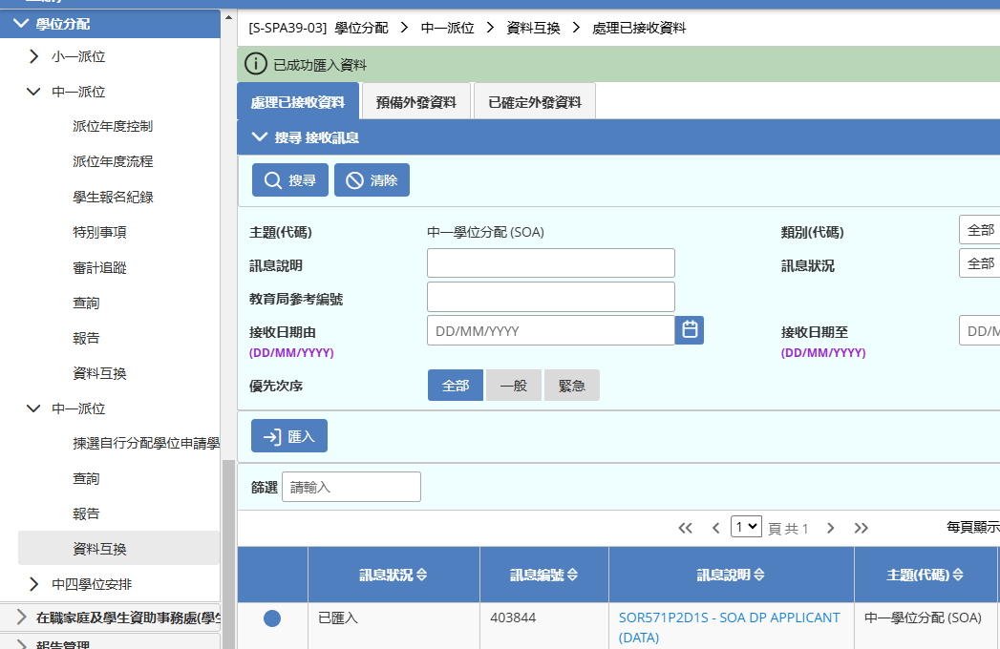 學位分配
小一派位
中一派位
派位年度控制
派位年度流程
學生報名紀錄
特別事項
審計追蹤
查詢
報告
資料互換
中一派位
揀選自行分配學位申請學
查詢
報告
資料互換
中四學位安排
在職家庭及學生資助事務處(學生
報告管理
[S-SPA39-03] 學位分配 > 中一派位 > 資料互換 > 處理已接收資料
已成功匯入資料
處理已接收資料 預備外發資料 已確定外發資料
搜尋 接收訊息
搜尋 清除
主題(代碼) 中一學位分配 (SOA) 類別(代碼) 全部
訊息說明 訊息狀況 全部
教育局參考編號
接收日期由 DD/MM/YYYY 接收日期至 DD/M
(DD/MM/YYYY) (DD/MM/YYYY)
優先次序 全部 一般 緊急
匯入
篩選 請輸入
1 頁 共 1 每頁顯示
訊息狀況 訊息編號 訊息說明 主題(代碼)
已匯入 403844 SOR571P2D1S - SOA DP APPLICANT 中一學位分配 (SOA)
(DATA)